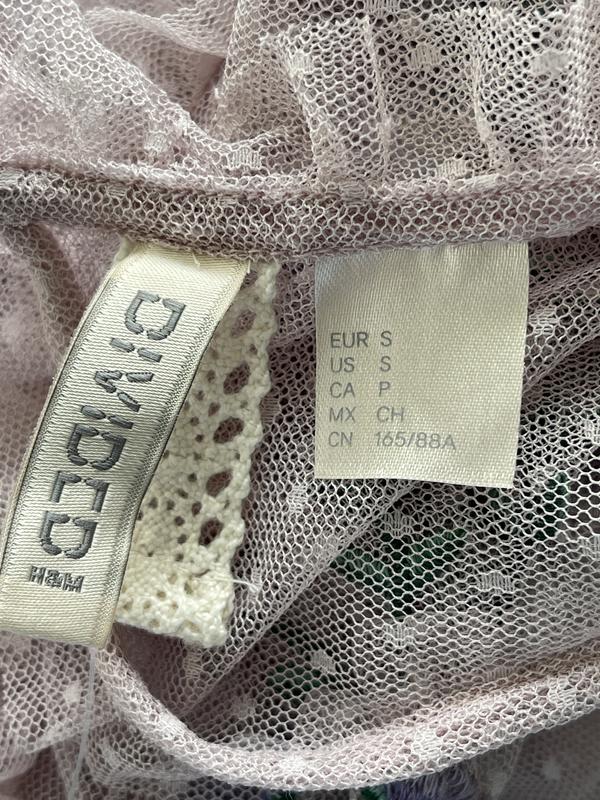 DIVIDED
H&M
EUR S
US S
CA P
MX CH
CN 165/88A